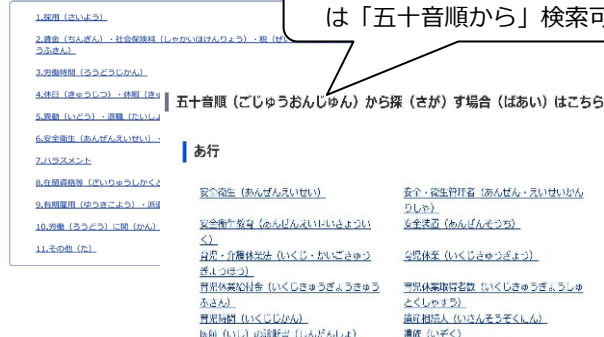 は「五十音順から」検索可
1.採用（さいよう）
2.賃金（ちんぎん）・社会保険料（しゃかいほけんりょう）・税（ぜい
うふきん）
3.労働時間（ろうどうじかん）
4.休日（きゅうじつ）・休暇（きゅ
5.異動（いどう）・退職（たいしょ
6.安全衛生（あんぜんえいせい）・
7.ハラスメント
8.在留資格等（ざいりゅうしかくと
9.有期雇用（ゆうきこよう）・派遣
10.労働（ろうどう）に関（かん）
11.その他（た）
五十音順（ごじゅうおんじゅん）から探（さが）す場合（ばあい）はこちら
あ行
安全衛生（あんぜんえいせい）
安全・衛生管理者（あんぜん・えいせいかん
りしゃ）
安全衛生教育（あんぜんえいせいきょうい
く）
安全装置（あんぜんそうち）
育児・介護休業法（いくじ・かいごきゅう
ぎょうほう）
育児休業（いくじきゅうぎょう）
育児休業給付金（いくじきゅうぎょうきゅう
ふきん）
育児休業取得者数（いくじきゅうぎょうしゅ
とくしゃすう）
育児時間（いくじじかん）
遺産相続人（いさんそうぞくにん）
医師（いし）の診断書（しんだんしょ）
遺族（いぞく）